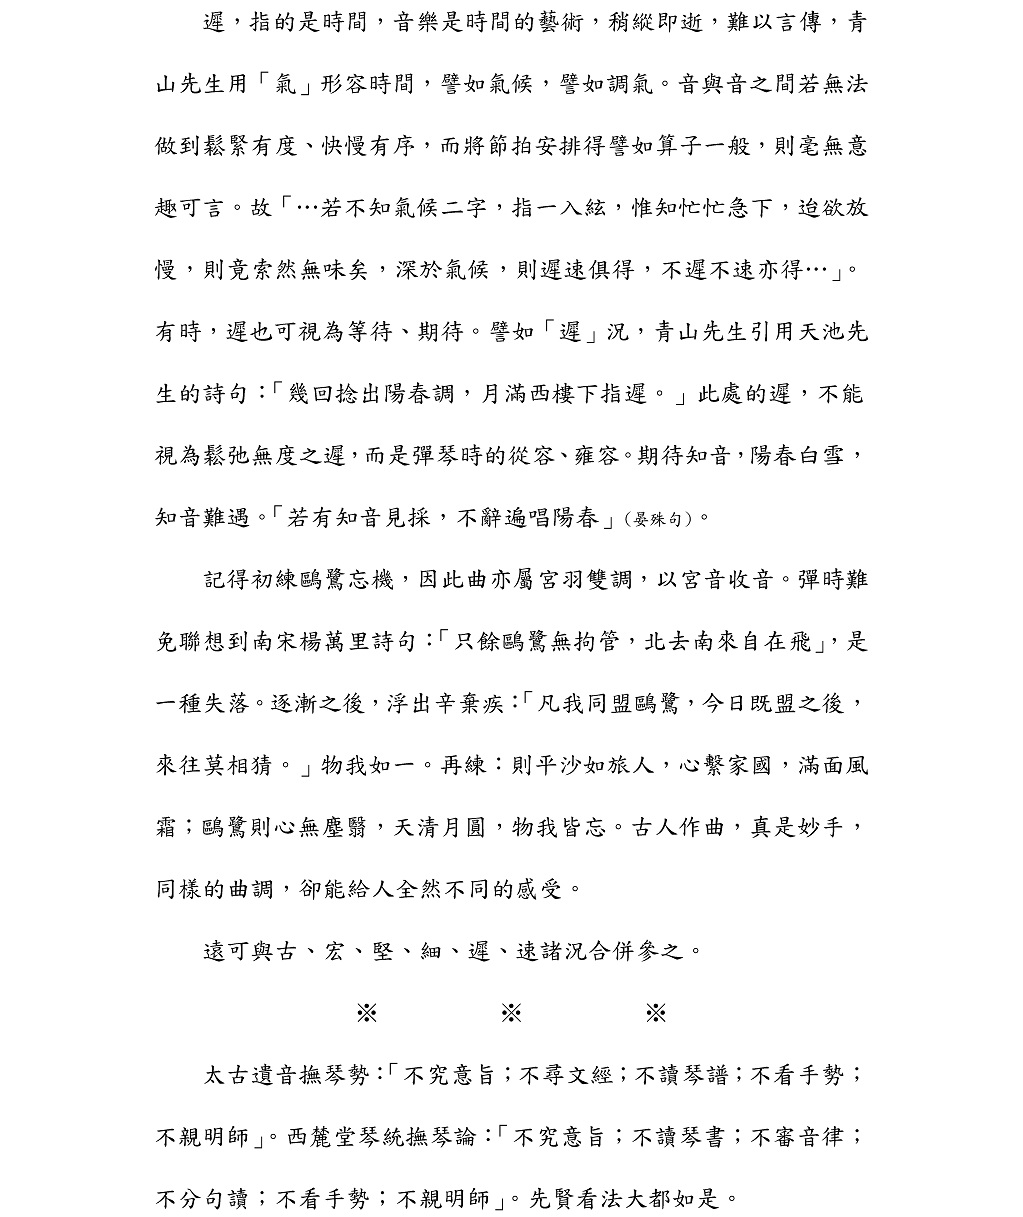 遲，指的是時間，音樂是時間的藝術，稍縱即逝，難以言傳，青
山先生用「氣」形容時間，譬如氣候，譬如調氣。音與音之間若無法
做到鬆緊有度、快慢有序，而將節拍安排得譬如算子一般，則毫無意
趣可言。故「…若不知氣候二字，指一入絃，惟知忙忙急下，迨欲放
慢，則竟索然無味矣，深於氣候，則遲速俱得，不遲不速亦得…」。
有時，遲也可視為等待、期待。譬如「遲」況，青山先生引用天池先
生的詩句：「幾回捻出陽春調，月滿西樓下指遲。」此處的遲，不能
視為鬆弛無度之遲，而是彈琴時的從容、雍容。期待知音，陽春白雪，
知音難遇。「若有知音見採，不辭遍唱陽春」(晏殊句)。
記得初練鷗鷺忘機，因此曲亦屬宮羽雙調，以宮音收音。彈時難
免聯想到南宋楊萬里詩句：「只餘鷗鷺無拘管，北去南來自在飛」，是
一種失落。逐漸之後，浮出辛棄疾：「凡我同盟鷗鷺，今日既盟之後，
來往莫相猜。」物我如一。再練：則平沙如旅人，心繫家國，滿面風
霜；鷗鷺則心無塵翳，天清月圓，物我皆忘。古人作曲，真是妙手，
同樣的曲調，卻能給人全然不同的感受。
遠可與古、宏、堅、細、遲、速諸況合併參之。
※ ※ ※
太古遺音撫琴勢：「不究意旨；不尋文經；不讀琴譜；不看手勢；
不親明師」。西麓堂琴統撫琴論：「不究意旨；不讀琴書；不審音律；
不分句讀；不看手勢；不親明師」。先賢看法大都如是。